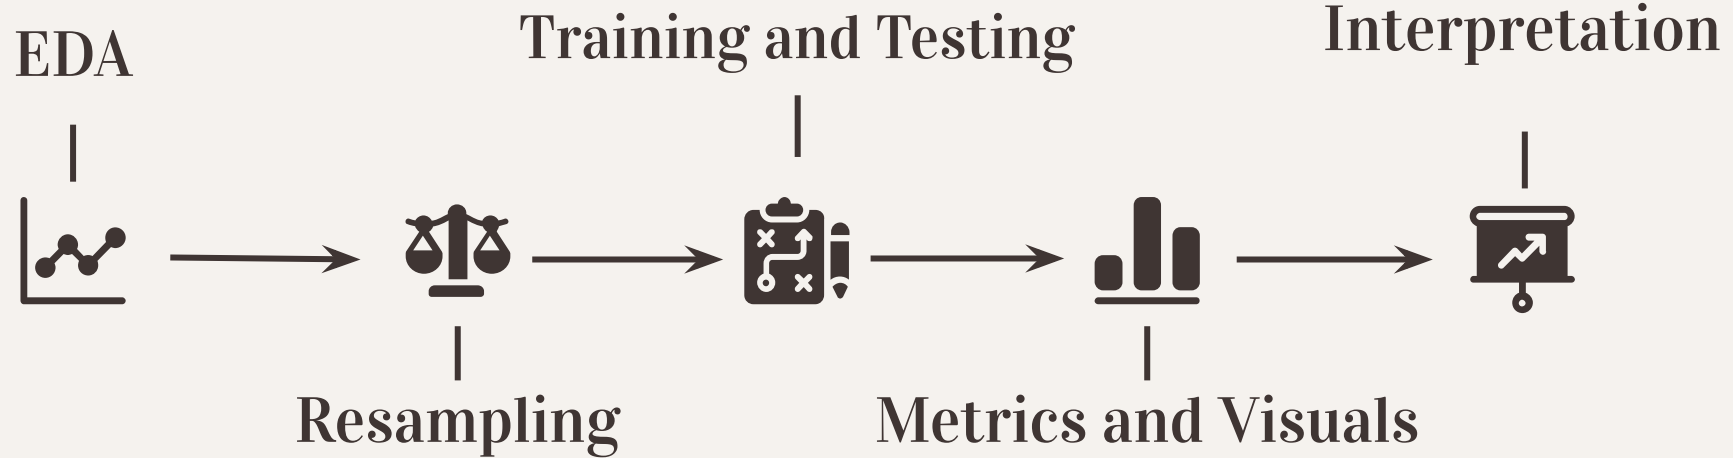 EDA
Resampling
Training and Testing
Metrics and Visuals
Interpretation